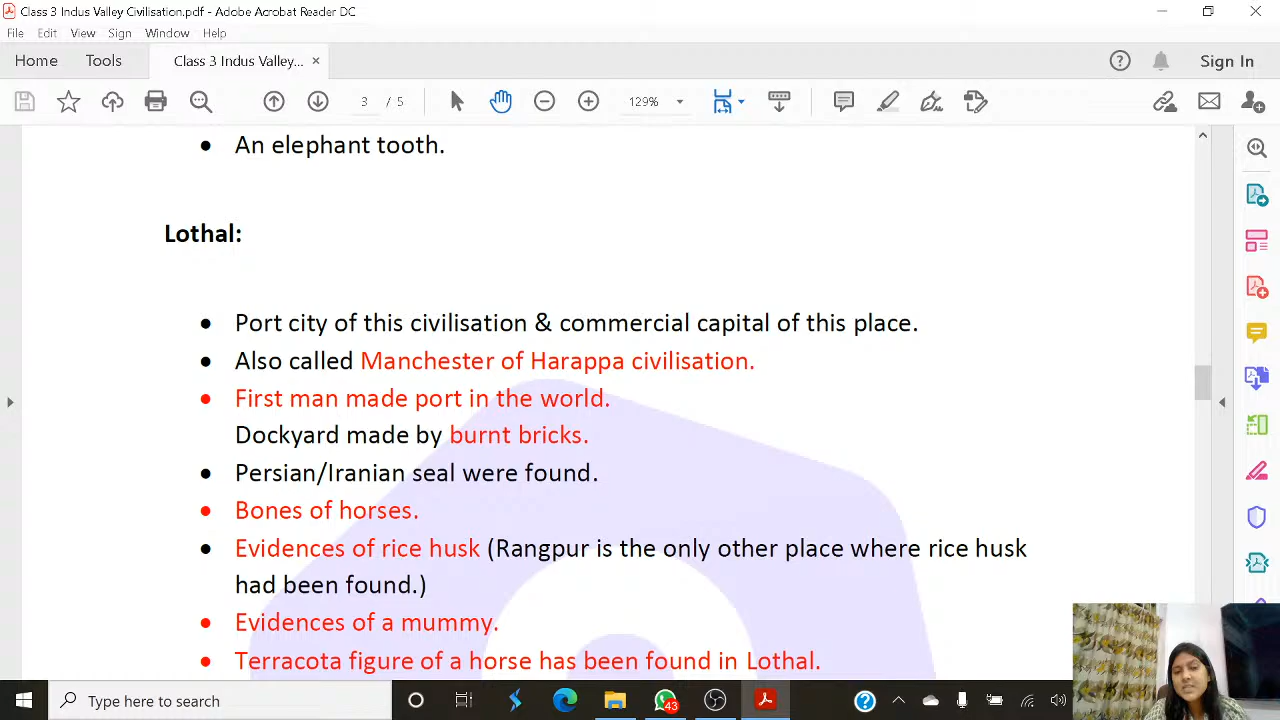 Class 3 Indus Valley Civilisation.pdf - Adobe Acrobat Reader DC
File Edit View Sign Window Help
Home Tools Class 3 Indus Valley... × Sign In
3 / 5 129%
• An elephant tooth.
Lothal:
• Port city of this civilisation & commercial capital of this place.
• Also called Manchester of Harappa civilisation.
• First man made port in the world.
Dockyard made by burnt bricks.
• Persian/Iranian seal were found.
• Bones of horses.
• Evidences of rice husk (Rangpur is the only other place where rice husk
had been found.)
• Evidences of a mummy.
• Terracota figure of a horse has been found in Lothal.
Type here to search 43